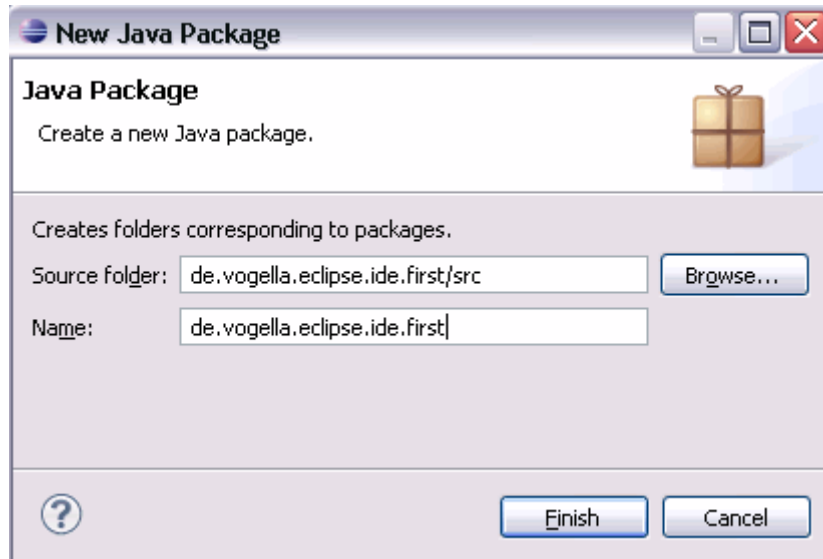 New Java Package
Java Package
Create a new Java package.
Creates folders corresponding to packages.
Source folder: de.vogella.eclipse.ide.first/src Browse...
Name: de.vogella.eclipse.ide.first
? Finish Cancel